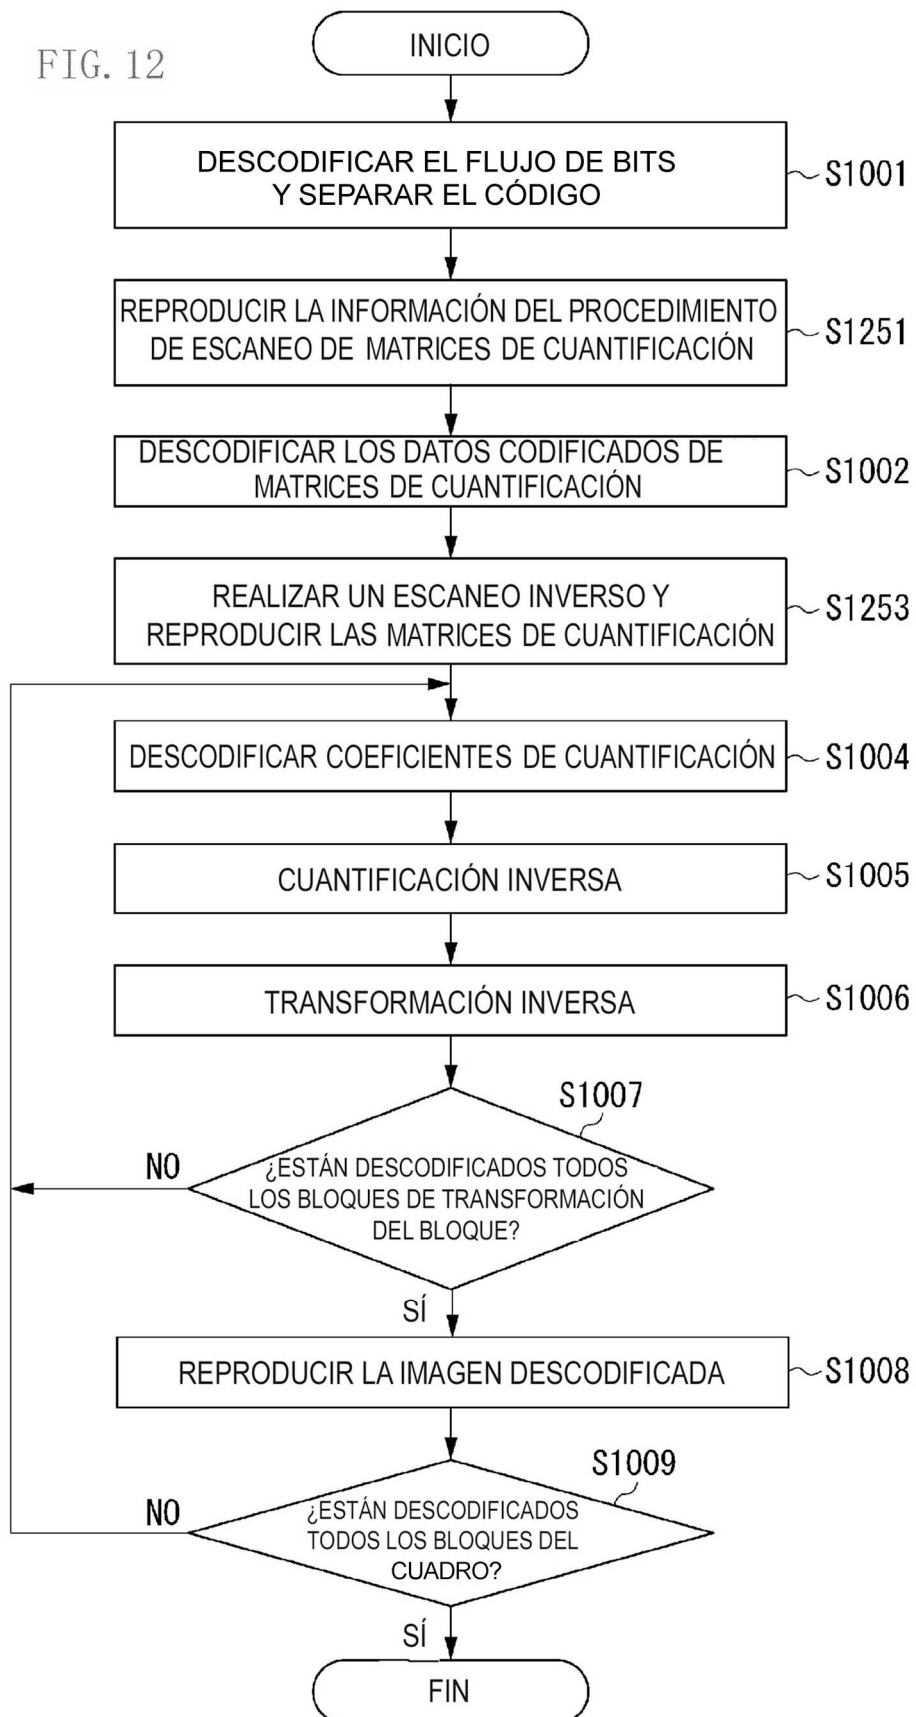 FIG. 12
INICIO
DESCODIFICAR EL FLUJO DE BITS
Y SEPARAR EL CÓDIGO
S1001
REPRODUCIR LA INFORMACIÓN DEL PROCEDIMIENTO
DE ESCANEO DE MATRICES DE CUANTIFICACIÓN
S1251
DESCODIFICAR LOS DATOS CODIFICADOS DE
MATRICES DE CUANTIFICACIÓN
S1002
REALIZAR UN ESCANEO INVERSO Y
REPRODUCIR LAS MATRICES DE CUANTIFICACIÓN
S1253
DESCODIFICAR COEFICIENTES DE CUANTIFICACIÓN
S1004
CUANTIFICACIÓN INVERSA
S1005
TRANSFORMACIÓN INVERSA
S1006
S1007
NO
¿ESTÁN DESCODIFICADOS TODOS
LOS BLOQUES DE TRANSFORMACIÓN
DEL BLOQUE?
SÍ
REPRODUCIR LA IMAGEN DESCODIFICADA
S1008
S1009
NO
¿ESTÁN DESCODIFICADOS
TODOS LOS BLOQUES DEL
CUADRO?
SÍ
FIN